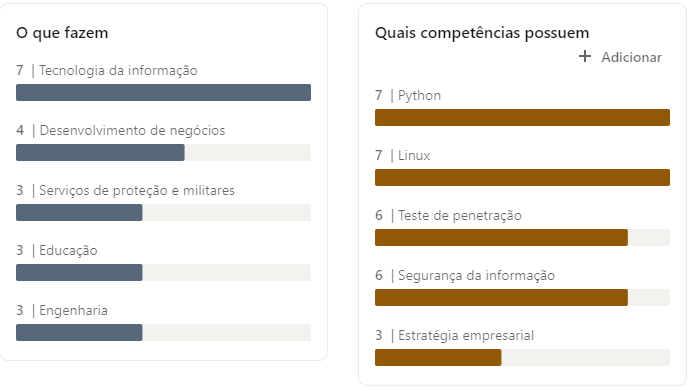 O que fazem
7 | Tecnologia da informação
4 | Desenvolvimento de negócios
3 | Serviços de proteção e militares
3 | Educação
3 | Engenharia
Quais competências possuem
+ Adicionar
7 | Python
7 | Linux
6 | Teste de penetração
6 | Segurança da informação
3 | Estratégia empresarial